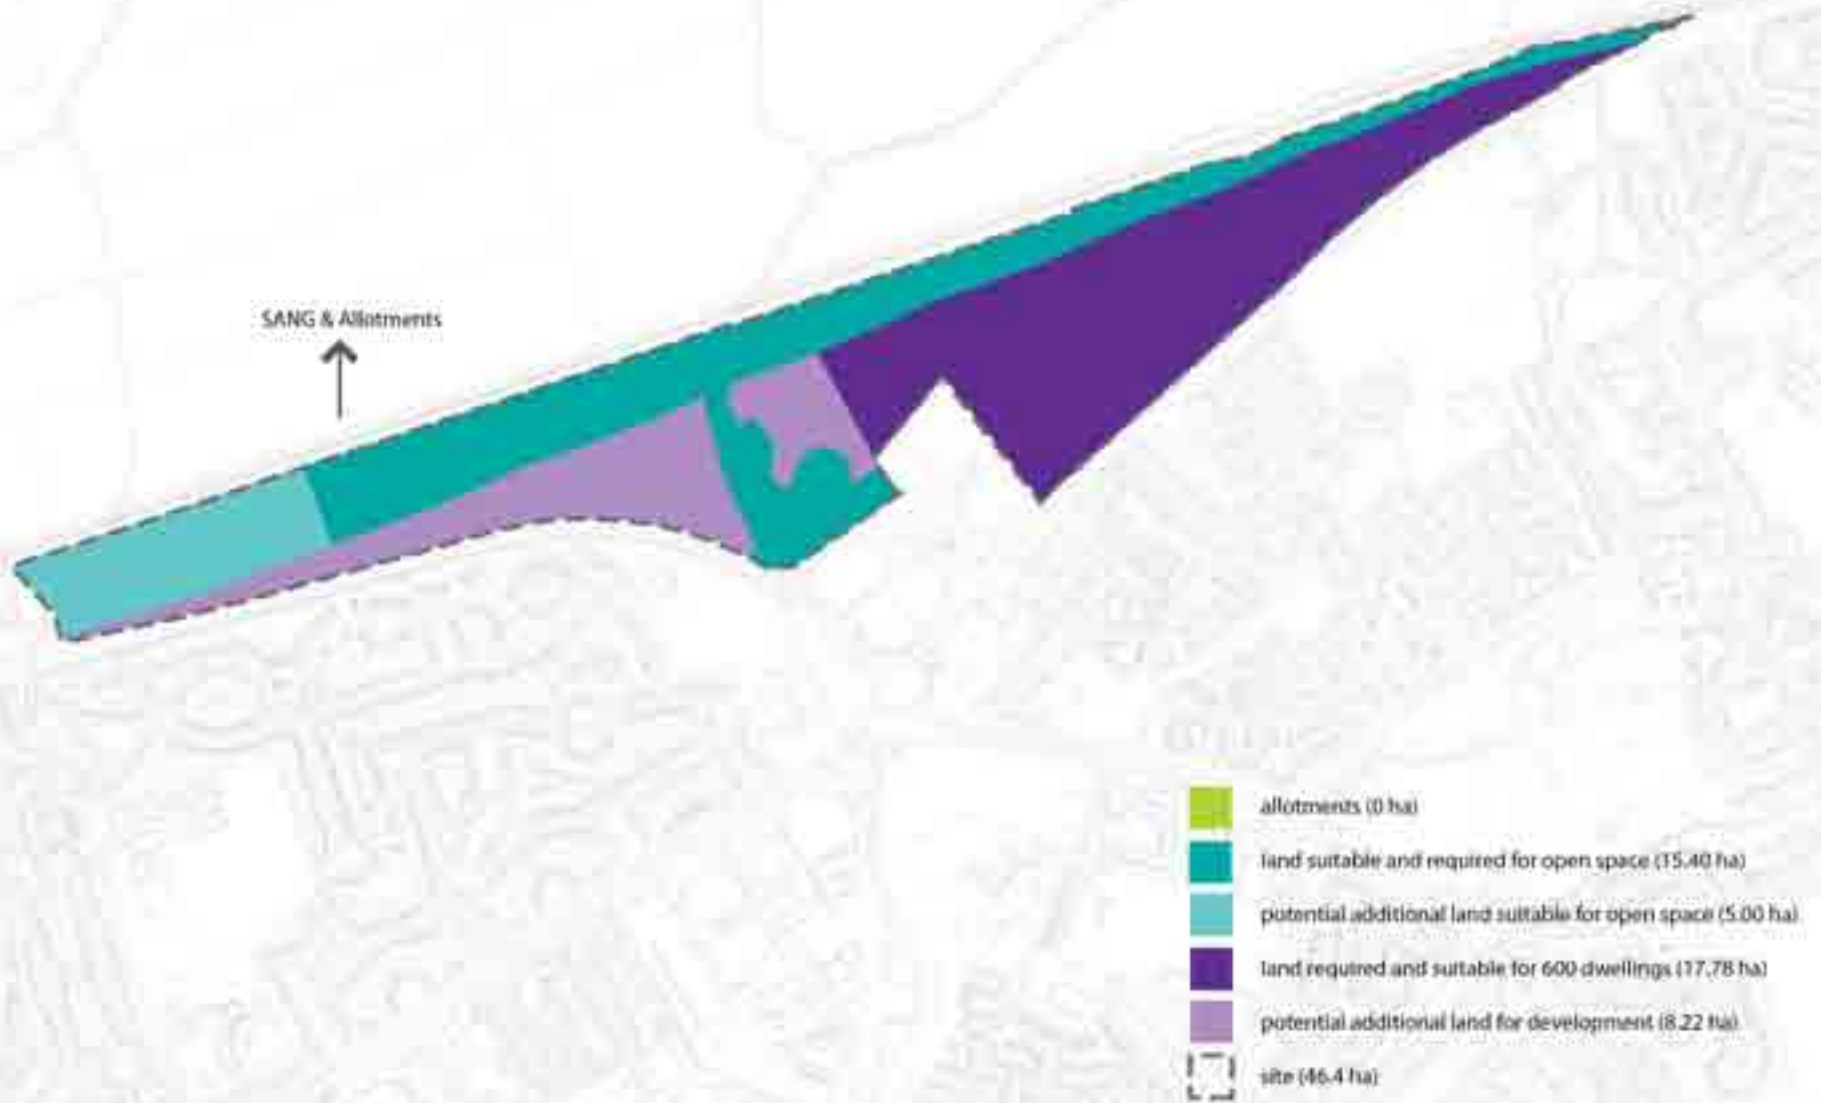 SANG & Allotments
allotments (0 ha)
land suitable and required for open space (15.40 ha)
potential additional land suitable for open space (5.00 ha)
land required and suitable for 600 dwellings (17.78 ha)
potential additional land for development (8.22 ha)
site (46.4 ha)